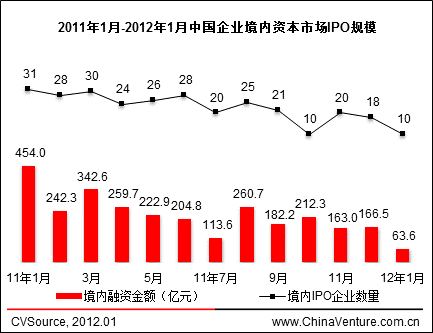 2011年1月-2012年1月中国企业境内资本市场IPO规模
31 28 30 24 26 28 20 25 21 10 20 18 10
454.0 242.3 342.6 259.7 222.9 204.8 113.6 260.7 182.2 212.3 163.0 166.5 63.6
11年1月 3月 5月 11年7月 9月 11月 12年1月
境内融资金额（亿元） 境内IPO企业数量
CVSource, 2012.01 www.ChinaVenture.com.cn